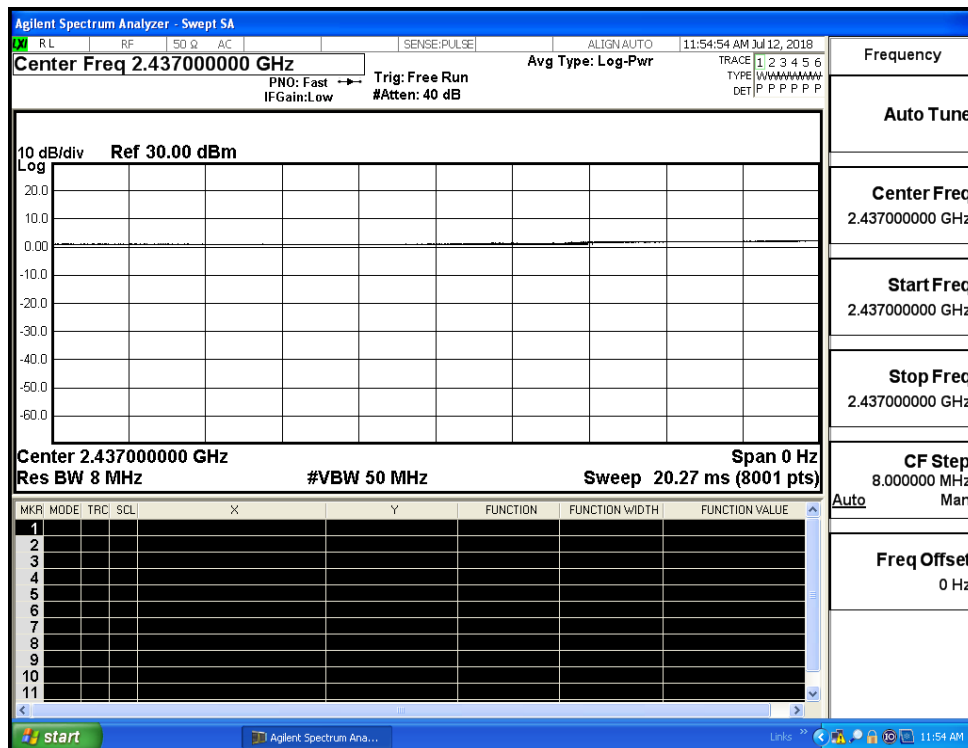 Agilent Spectrum Analyzer - Swept SA
LXI RL RF 50 Ω AC SENSE:PULSE ALIGN AUTO 11:54:54 AM Jul 12, 2018
Center Freq 2.437000000 GHz
PNO: Fast
IFGain:Low
Trig: Free Run
#Atten: 40 dB
Avg Type: Log-Pwr
TRACE 1 2 3 4 5 6
TYPE WWWWWW
DET P P P P P P
10 dB/div Ref 30.00 dBm
Log
20.0
10.0
0.00
-10.0
-20.0
-30.0
-40.0
-50.0
-60.0
Center 2.437000000 GHz Span 0 Hz
Res BW 8 MHz #VBW 50 MHz Sweep 20.27 ms (8001 pts)
MKR MODE TRC SCL X Y FUNCTION FUNCTION WIDTH FUNCTION VALUE
1
2
3
4
5
6
7
8
9
10
11
Frequency
Auto Tune
Center Freq
2.437000000 GHz
Start Freq
2.437000000 GHz
Stop Freq
2.437000000 GHz
CF Step
8.000000 MHz
Auto Man
Freq Offset
0 Hz
start Agilent Spectrum Ana... Links » 11:54 AM